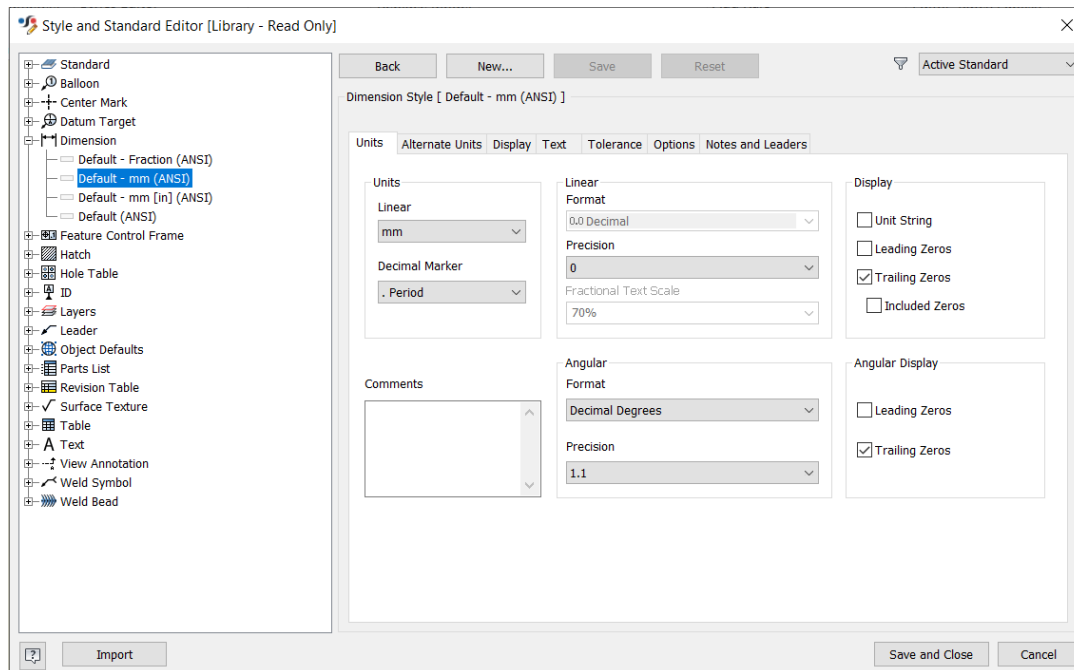 Style and Standard Editor [Library - Read Only]
Back
New...
Save
Reset
Active Standard
Standard
Balloon
Center Mark
Datum Target
Dimension
Default - Fraction (ANSI)
Default - mm (ANSI)
Default - mm [in] (ANSI)
Default (ANSI)
Feature Control Frame
Hatch
Hole Table
ID
Layers
Leader
Object Defaults
Parts List
Revision Table
Surface Texture
Table
Text
View Annotation
Weld Symbol
Weld Bead
Dimension Style [ Default - mm (ANSI) ]
Units
Alternate Units
Display
Text
Tolerance
Options
Notes and Leaders
Units
Linear
mm
Decimal Marker
. Period
Linear
Format
0.0 Decimal
Precision
0
Fractional Text Scale
70%
Display
Unit String
Leading Zeros
Trailing Zeros
Included Zeros
Comments
Angular
Format
Decimal Degrees
Precision
1.1
Angular Display
Leading Zeros
Trailing Zeros
Import
Save and Close
Cancel